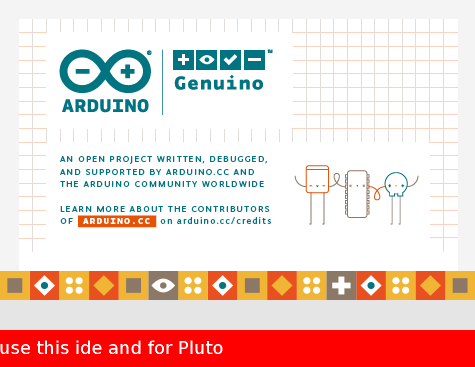 ARDUINO
Genuino
AN OPEN PROJECT WRITTEN, DEBUGGED,
AND SUPPORTED BY ARDUINO.CC AND
THE ARDUINO COMMUNITY WORLDWIDE
LEARN MORE ABOUT THE CONTRIBUTORS
OF ARDUINO.CC on arduino.cc/credits
use this ide and for Pluto